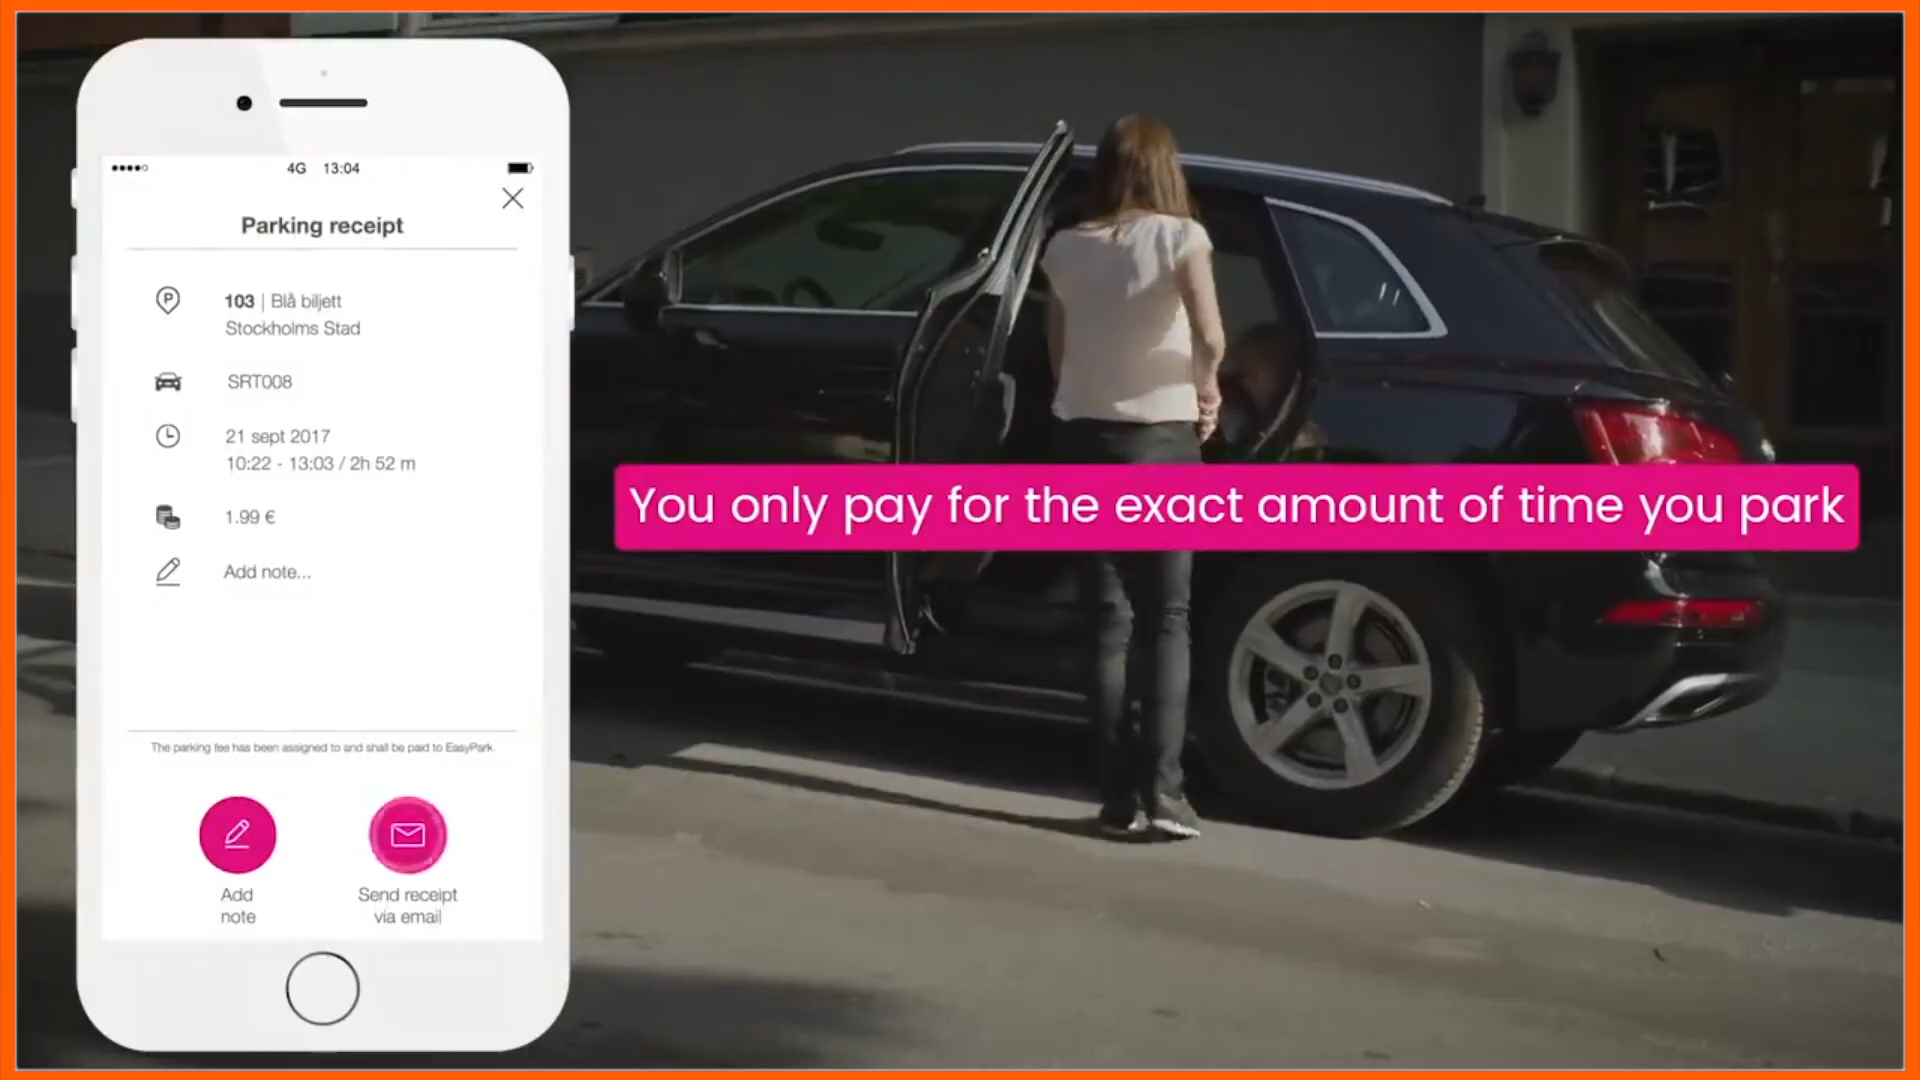 4G 13:04
Parking receipt
103 | Blå biljett
Stockholms Stad
SRT008
21 sept 2017
10:22 - 13:03 / 2h 52 m
1.99 €
Add note...
The parking fee has been assigned to and shall be paid to EasyPark
Add
note
Send receipt
via email
You only pay for the exact amount of time you park